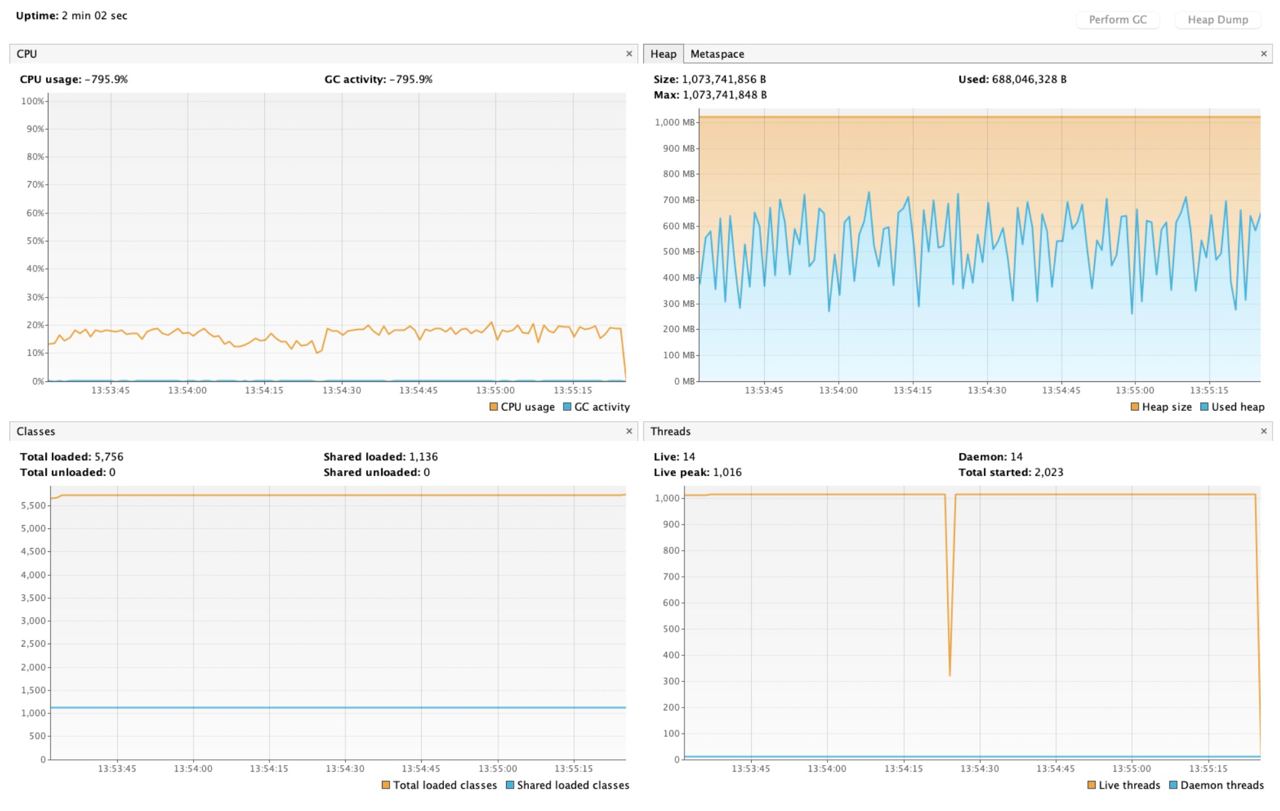 Uptime: 2 min 02 sec
Perform GC
Heap Dump
CPU ×
CPU usage: -795.9% GC activity: -795.9%
100%
90%
80%
70%
60%
50%
40%
30%
20%
10%
0%
13:53:45 13:54:00 13:54:15 13:54:30 13:54:45 13:55:00 13:55:15
CPU usage GC activity
Heap Metaspace ×
Size: 1,073,741,856 B Used: 688,046,328 B
Max: 1,073,741,848 B
1,000 MB
900 MB
800 MB
700 MB
600 MB
500 MB
400 MB
300 MB
200 MB
100 MB
0 MB
13:53:45 13:54:00 13:54:15 13:54:30 13:54:45 13:55:00 13:55:15
Heap size Used heap
Classes ×
Total loaded: 5,756 Shared loaded: 1,136
Total unloaded: 0 Shared unloaded: 0
5,500
5,000
4,500
4,000
3,500
3,000
2,500
2,000
1,500
1,000
500
0
13:53:45 13:54:00 13:54:15 13:54:30 13:54:45 13:55:00 13:55:15
Total loaded classes Shared loaded classes
Threads ×
Live: 14 Daemon: 14
Live peak: 1,016 Total started: 2,023
1,000
900
800
700
600
500
400
300
200
100
0
13:53:45 13:54:00 13:54:15 13:54:30 13:54:45 13:55:00 13:55:15
Live threads Daemon threads